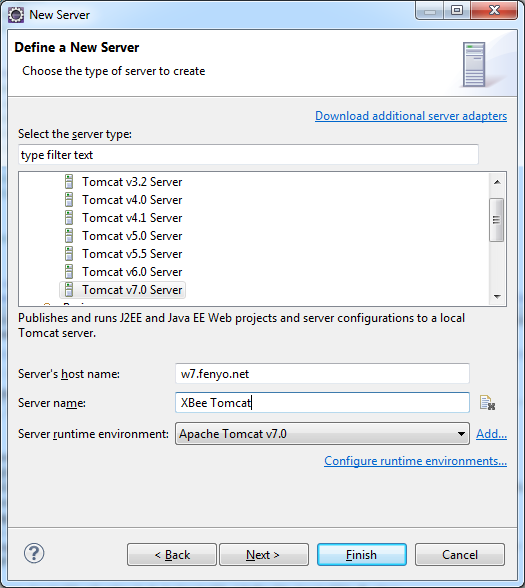 New Server
Define a New Server
Choose the type of server to create
Download additional server adapters
Select the server type:
type filter text
Tomcat v3.2 Server
Tomcat v4.0 Server
Tomcat v4.1 Server
Tomcat v5.0 Server
Tomcat v5.5 Server
Tomcat v6.0 Server
Tomcat v7.0 Server
Publishes and runs J2EE and Java EE Web projects and server configurations to a local
Tomcat server.
Server's host name: w7.fenyo.net
Server name: XBee Tomcat
Server runtime environment: Apache Tomcat v7.0 Add...
Configure runtime environments...
? < Back Next > Finish Cancel